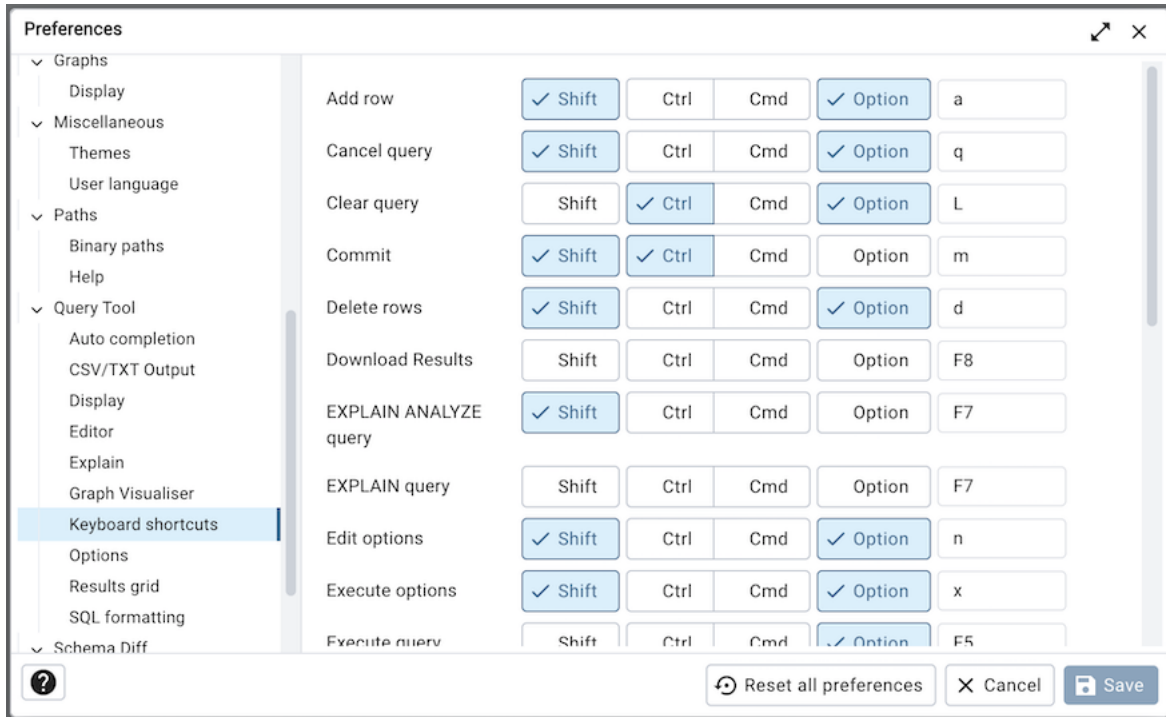 Preferences
Graphs
Display
Miscellaneous
Themes
User language
Paths
Binary paths
Help
Query Tool
Auto completion
CSV/TXT Output
Display
Editor
Explain
Graph Visualiser
Keyboard shortcuts
Options
Results grid
SQL formatting
Schema Diff
Add row Shift Ctrl Cmd Option a
Cancel query Shift Ctrl Cmd Option q
Clear query Shift Ctrl Cmd Option L
Commit Shift Ctrl Cmd Option m
Delete rows Shift Ctrl Cmd Option d
Download Results Shift Ctrl Cmd Option F8
EXPLAIN ANALYZE Shift Ctrl Cmd Option F7
query
EXPLAIN query Shift Ctrl Cmd Option F7
Edit options Shift Ctrl Cmd Option n
Execute options Shift Ctrl Cmd Option x
Execute query Shift Ctrl Cmd Option F5
? Reset all preferences Cancel Save